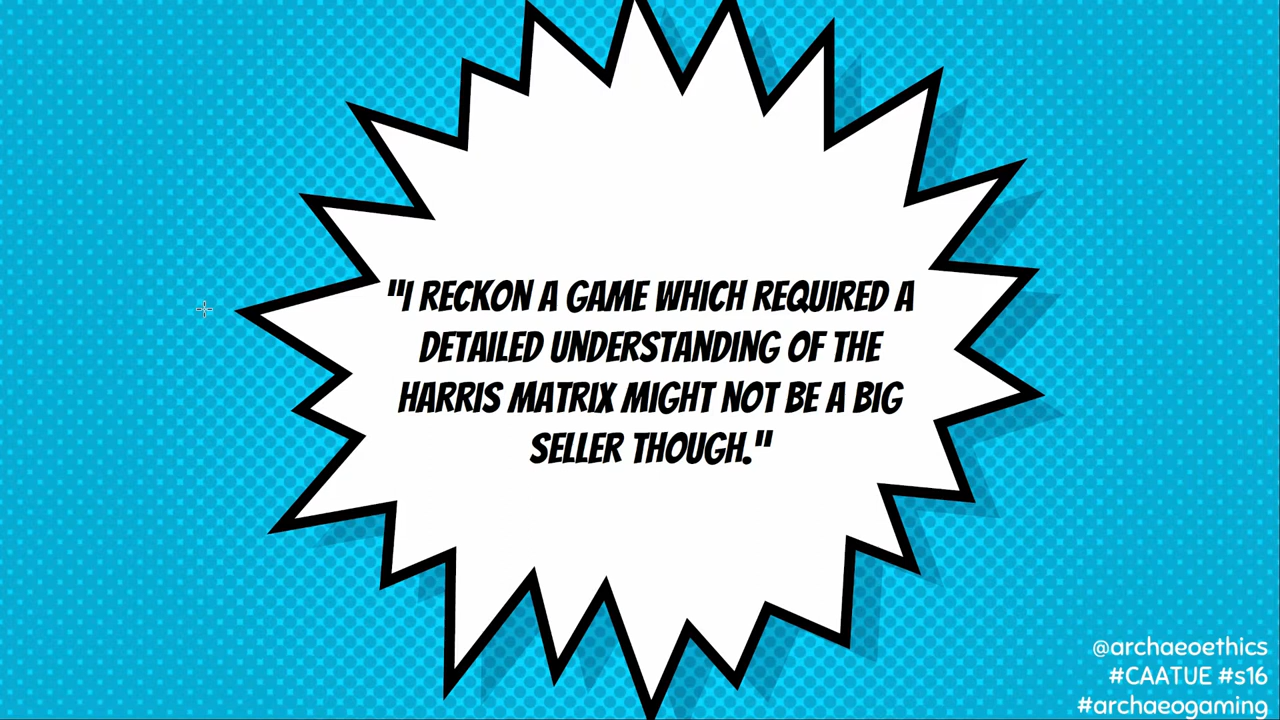 "I RECKON A GAME WHICH REQUIRED A
DETAILED UNDERSTANDING OF THE
HARRIS MATRIX MIGHT NOT BE A BIG
SELLER THOUGH."
@archaeoethics
#CAATUE #s16
#archaeogaming